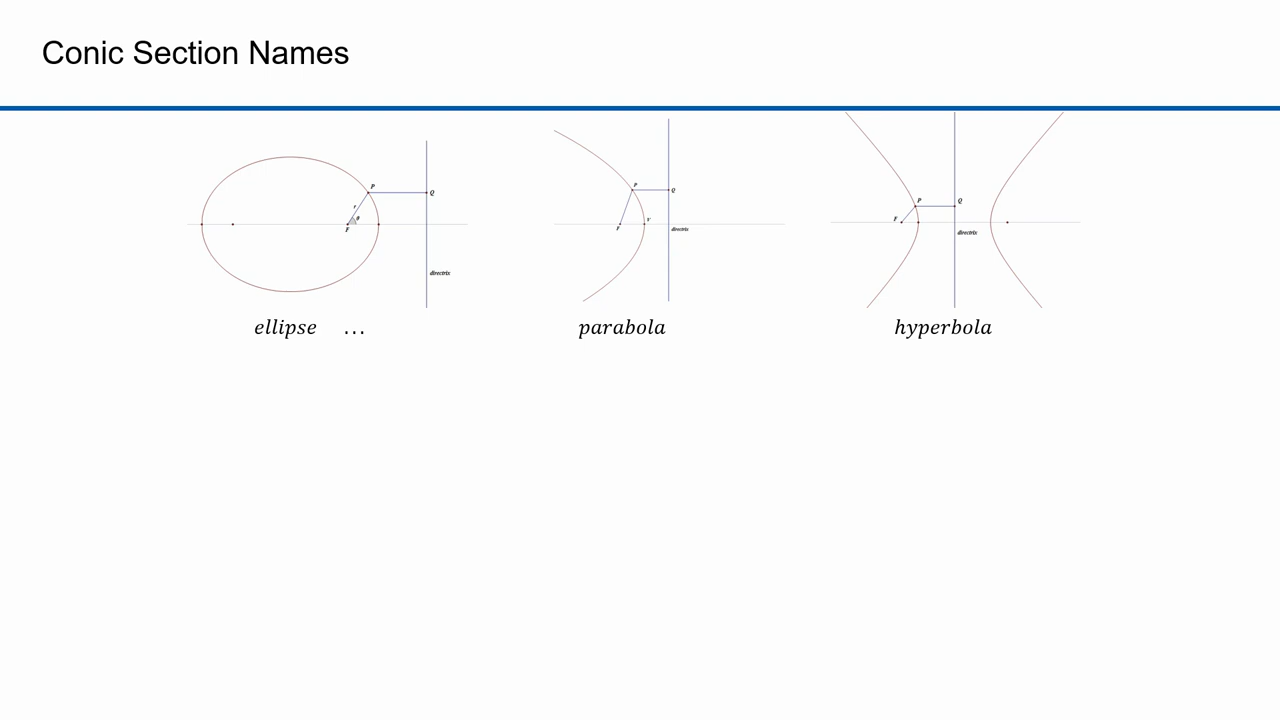 Conic Section Names
P
Q
r
θ
F
directrix
P
Q
F
V
directrix
P
Q
F
directrix
ellipse ...
parabola
hyperbola